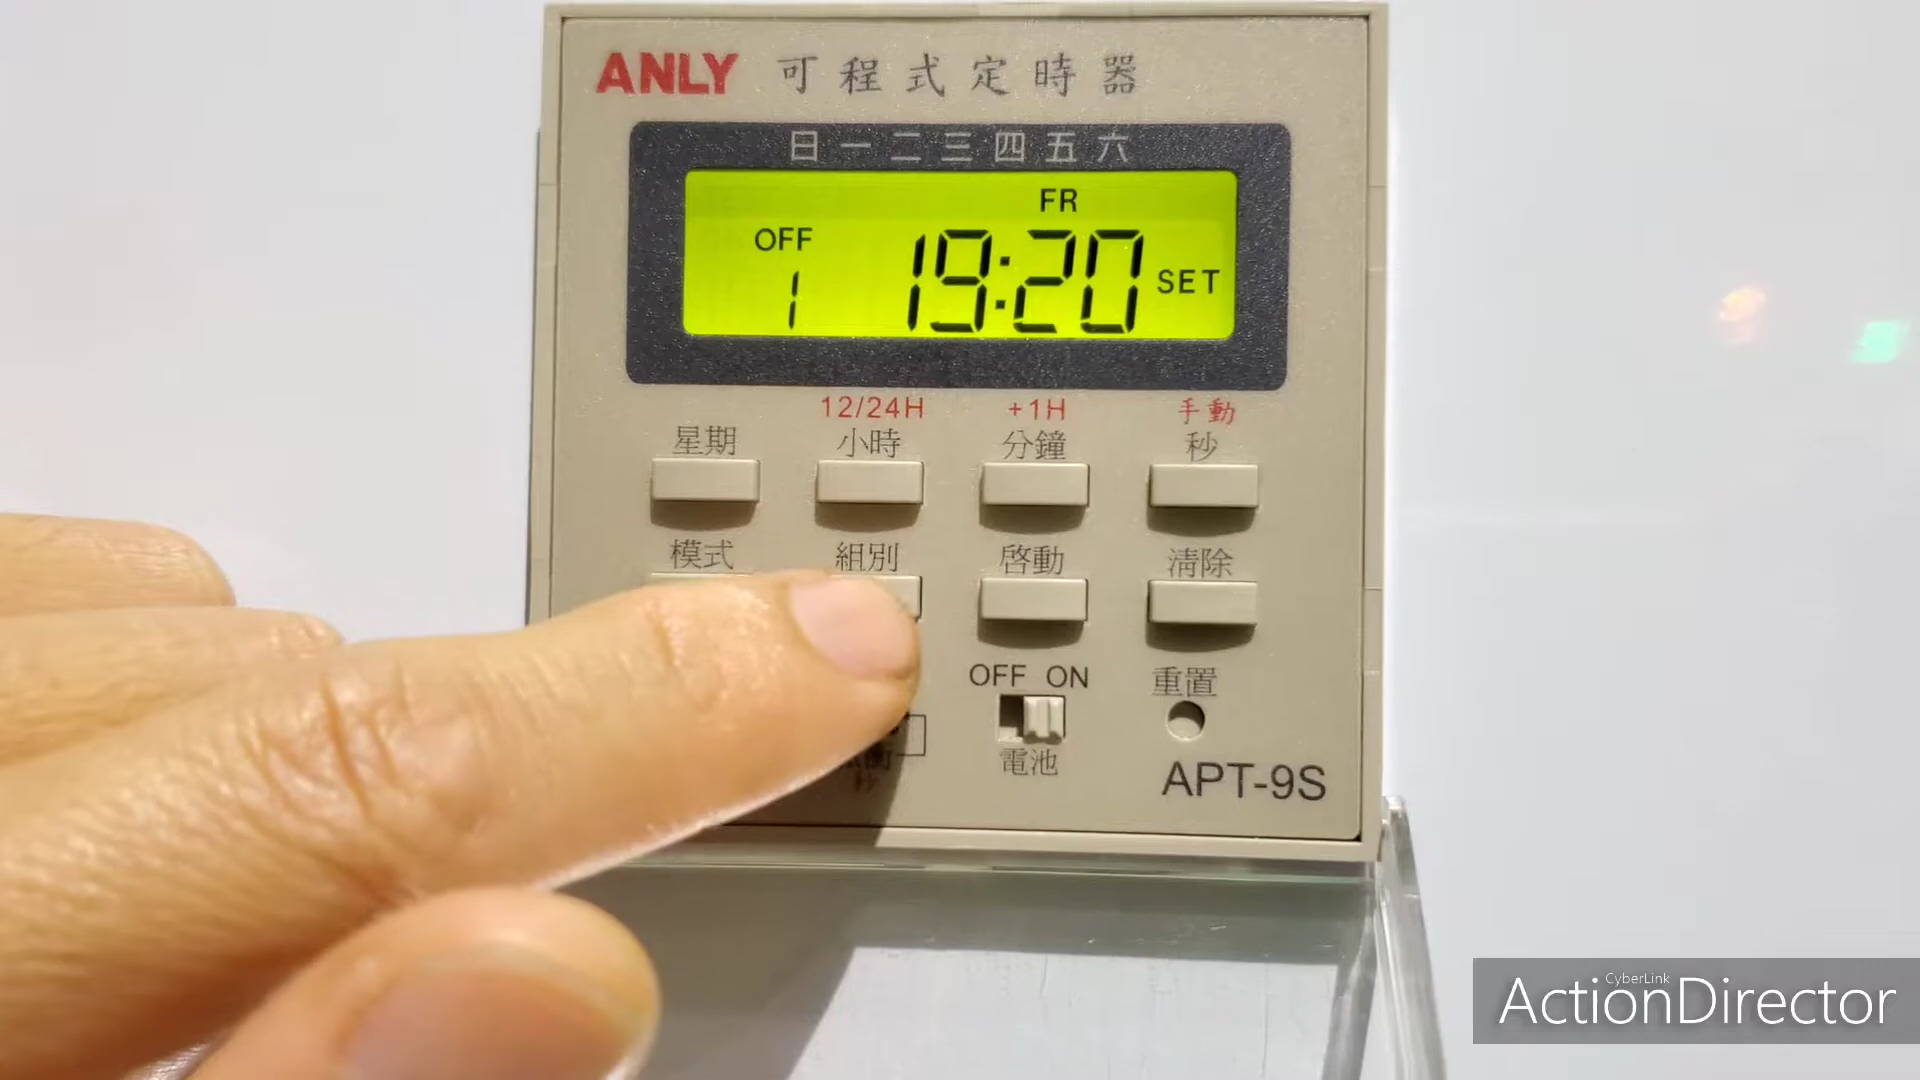 ANLY 可程式定時器
日 一 二 三 四 五 六
FR
OFF
1 19:20 SET
12/24H +1H 手動
星期 小時 分鐘 秒
模式 組別 啓動 清除
OFF ON 重置
電池
秒
APT-9S
CyberLink
ActionDirector